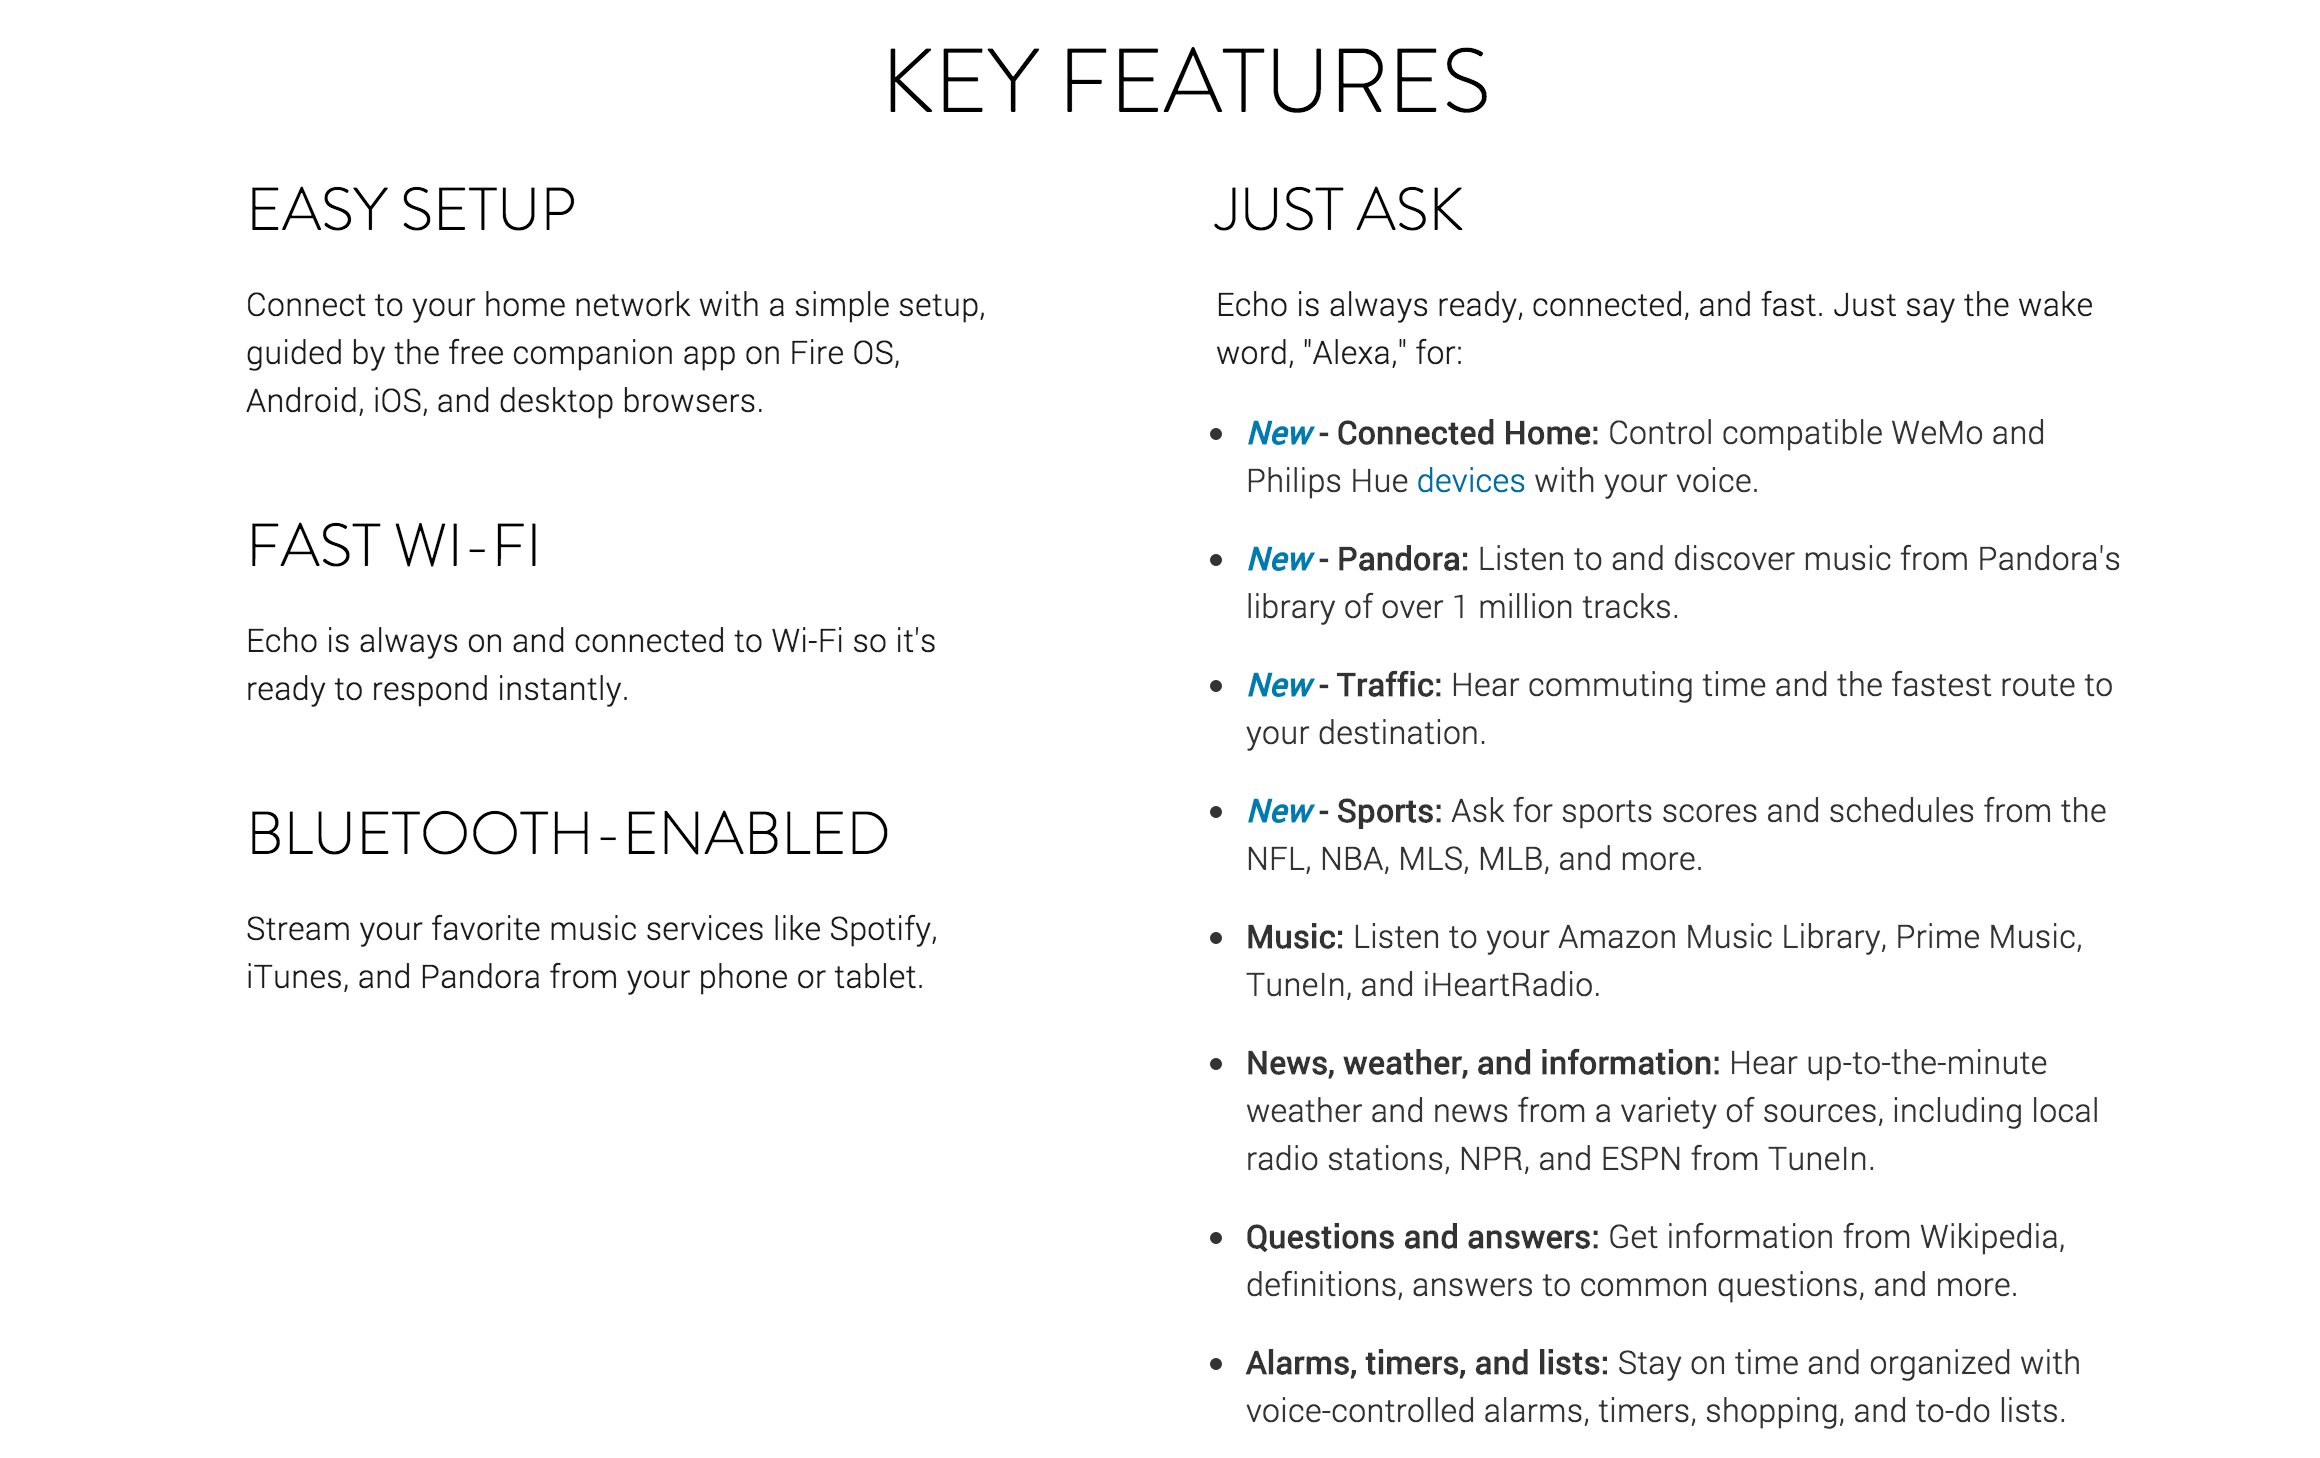 KEY FEATURES
EASY SETUP
Connect to your home network with a simple setup,
guided by the free companion app on Fire OS,
Android, iOS, and desktop browsers.
FAST WI-FI
Echo is always on and connected to Wi-Fi so it's
ready to respond instantly.
BLUETOOTH-ENABLED
Stream your favorite music services like Spotify,
iTunes, and Pandora from your phone or tablet.
JUST ASK
Echo is always ready, connected, and fast. Just say the wake
word, "Alexa," for:
• New - Connected Home: Control compatible WeMo and
Philips Hue devices with your voice.
• New - Pandora: Listen to and discover music from Pandora's
library of over 1 million tracks.
• New - Traffic: Hear commuting time and the fastest route to
your destination.
• New - Sports: Ask for sports scores and schedules from the
NFL, NBA, MLS, MLB, and more.
• Music: Listen to your Amazon Music Library, Prime Music,
TuneIn, and iHeartRadio.
• News, weather, and information: Hear up-to-the-minute
weather and news from a variety of sources, including local
radio stations, NPR, and ESPN from TuneIn.
• Questions and answers: Get information from Wikipedia,
definitions, answers to common questions, and more.
• Alarms, timers, and lists: Stay on time and organized with
voice-controlled alarms, timers, shopping, and to-do lists.